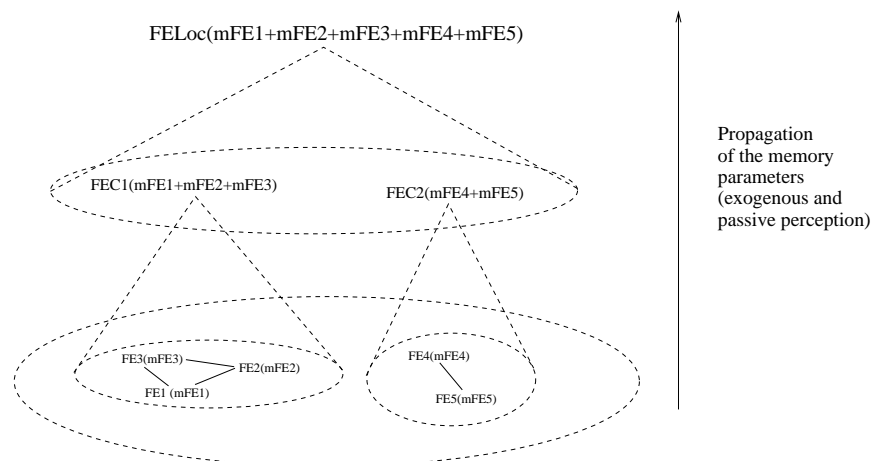 FELoc(mFE1+mFE2+mFE3+mFE4+mFE5)
Propagation
of the memory
parameters
(exogenous and
passive perception)
FEC1(mFE1+mFE2+mFE3)
FEC2(mFE4+mFE5)
FE3(mFE3)
FE2(mFE2)
FE1 (mFE1)
FE4(mFE4)
FE5(mFE5)